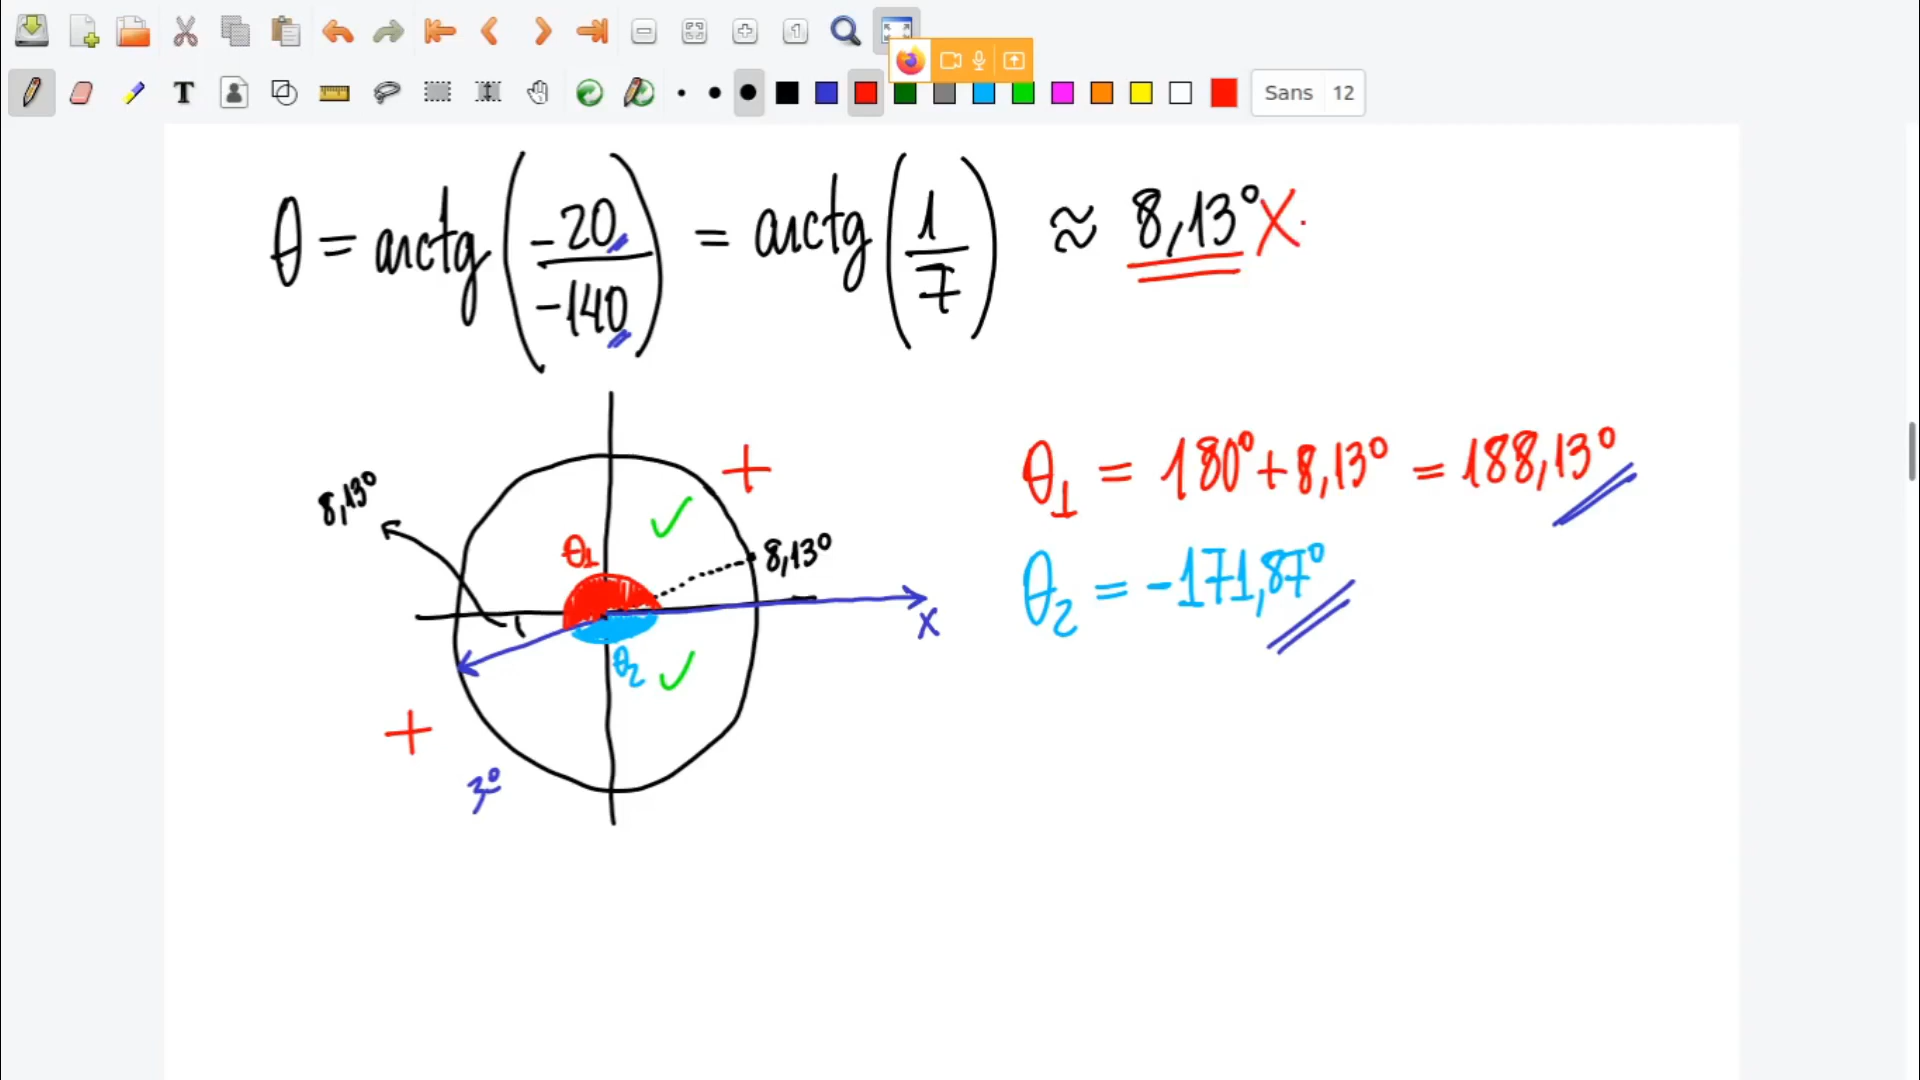 T
Sans 12
θ = arctg(-20/-140) = arctg(1/7) ≈ 8,13° X
θ1 = 180° + 8,13° = 188,13°
θ2 = -171,87°
8,13°
+
θ1
8,13°
x
θ2
+
3º